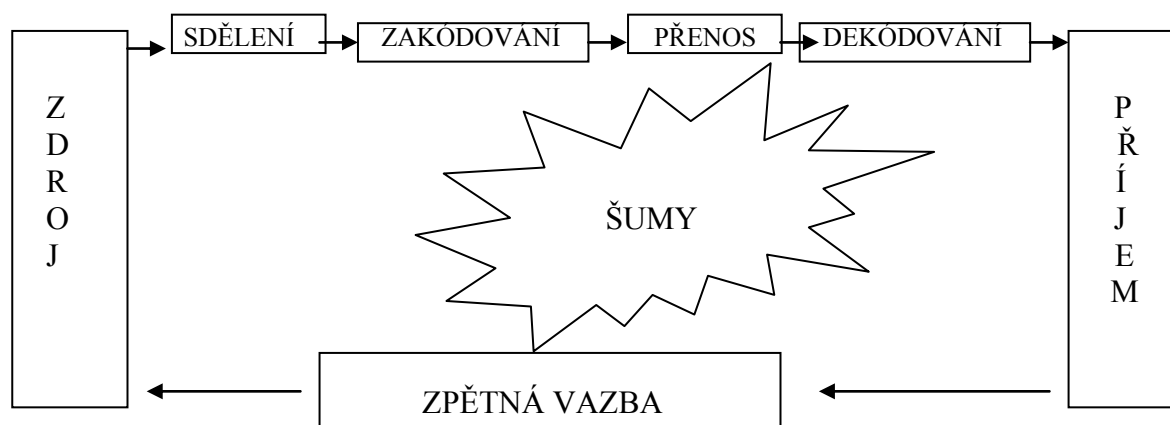 SDĚLENÍ
ZAKÓDOVÁNÍ
PŘENOS
DEKÓDOVÁNÍ
Z
D
R
O
J
ŠUMY
P
Ř
Í
J
E
M
ZPĚTNÁ VAZBA